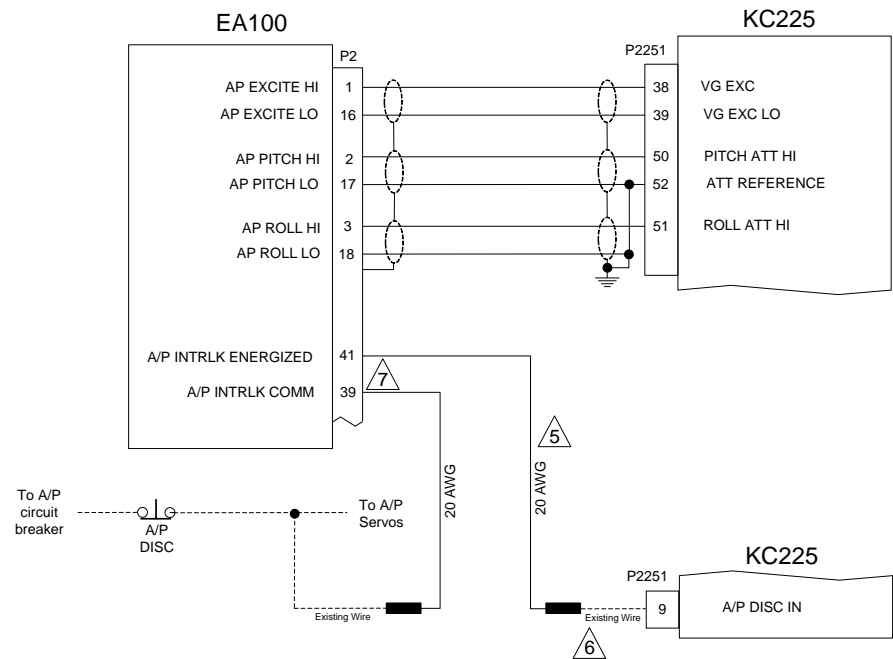 EA100
KC225
P2
P2251
AP EXCITE HI 1 38 VG EXC
AP EXCITE LO 16 39 VG EXC LO
AP PITCH HI 2 50 PITCH ATT HI
AP PITCH LO 17 52 ATT REFERENCE
AP ROLL HI 3 51 ROLL ATT HI
AP ROLL LO 18
A/P INTRLK ENERGIZED 41
A/P INTRLK COMM 39
7
5
20 AWG
20 AWG
To A/P
circuit
breaker
A/P
DISC
To A/P
Servos
Existing Wire
Existing Wire
6
KC225
P2251
9 A/P DISC IN